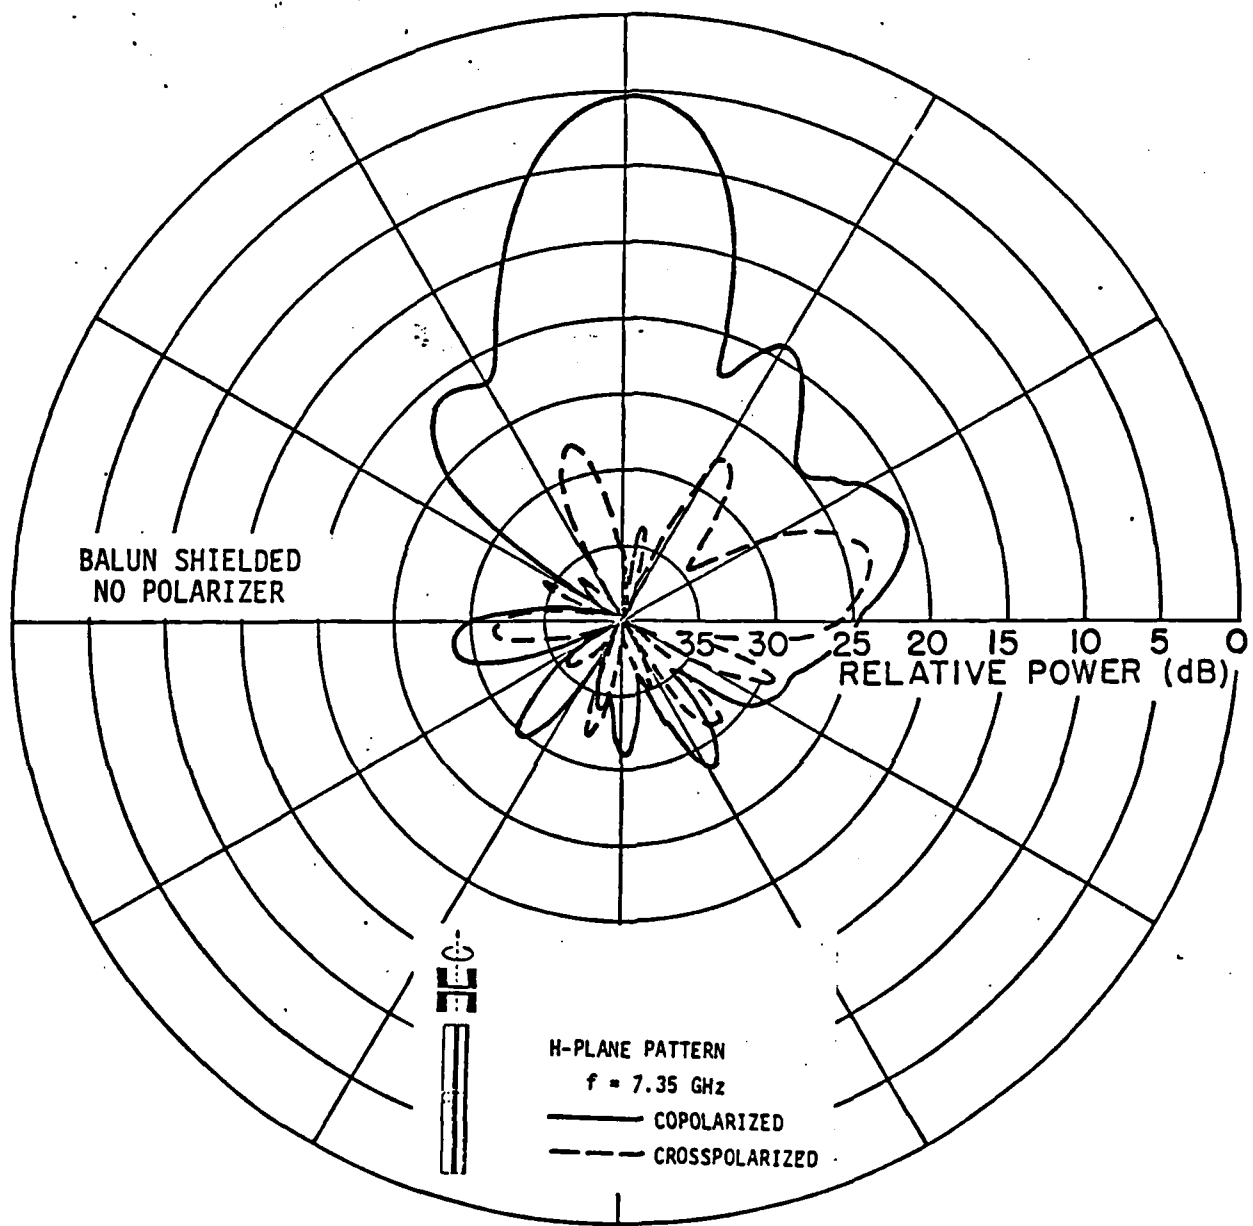 BALUN SHIELDED
NO POLARIZER
35 30 25 20 15 10 5 0
RELATIVE POWER (dB)
H-PLANE PATTERN
f = 7.35 GHz
COPOLARIZED
CROSSPOLARIZED